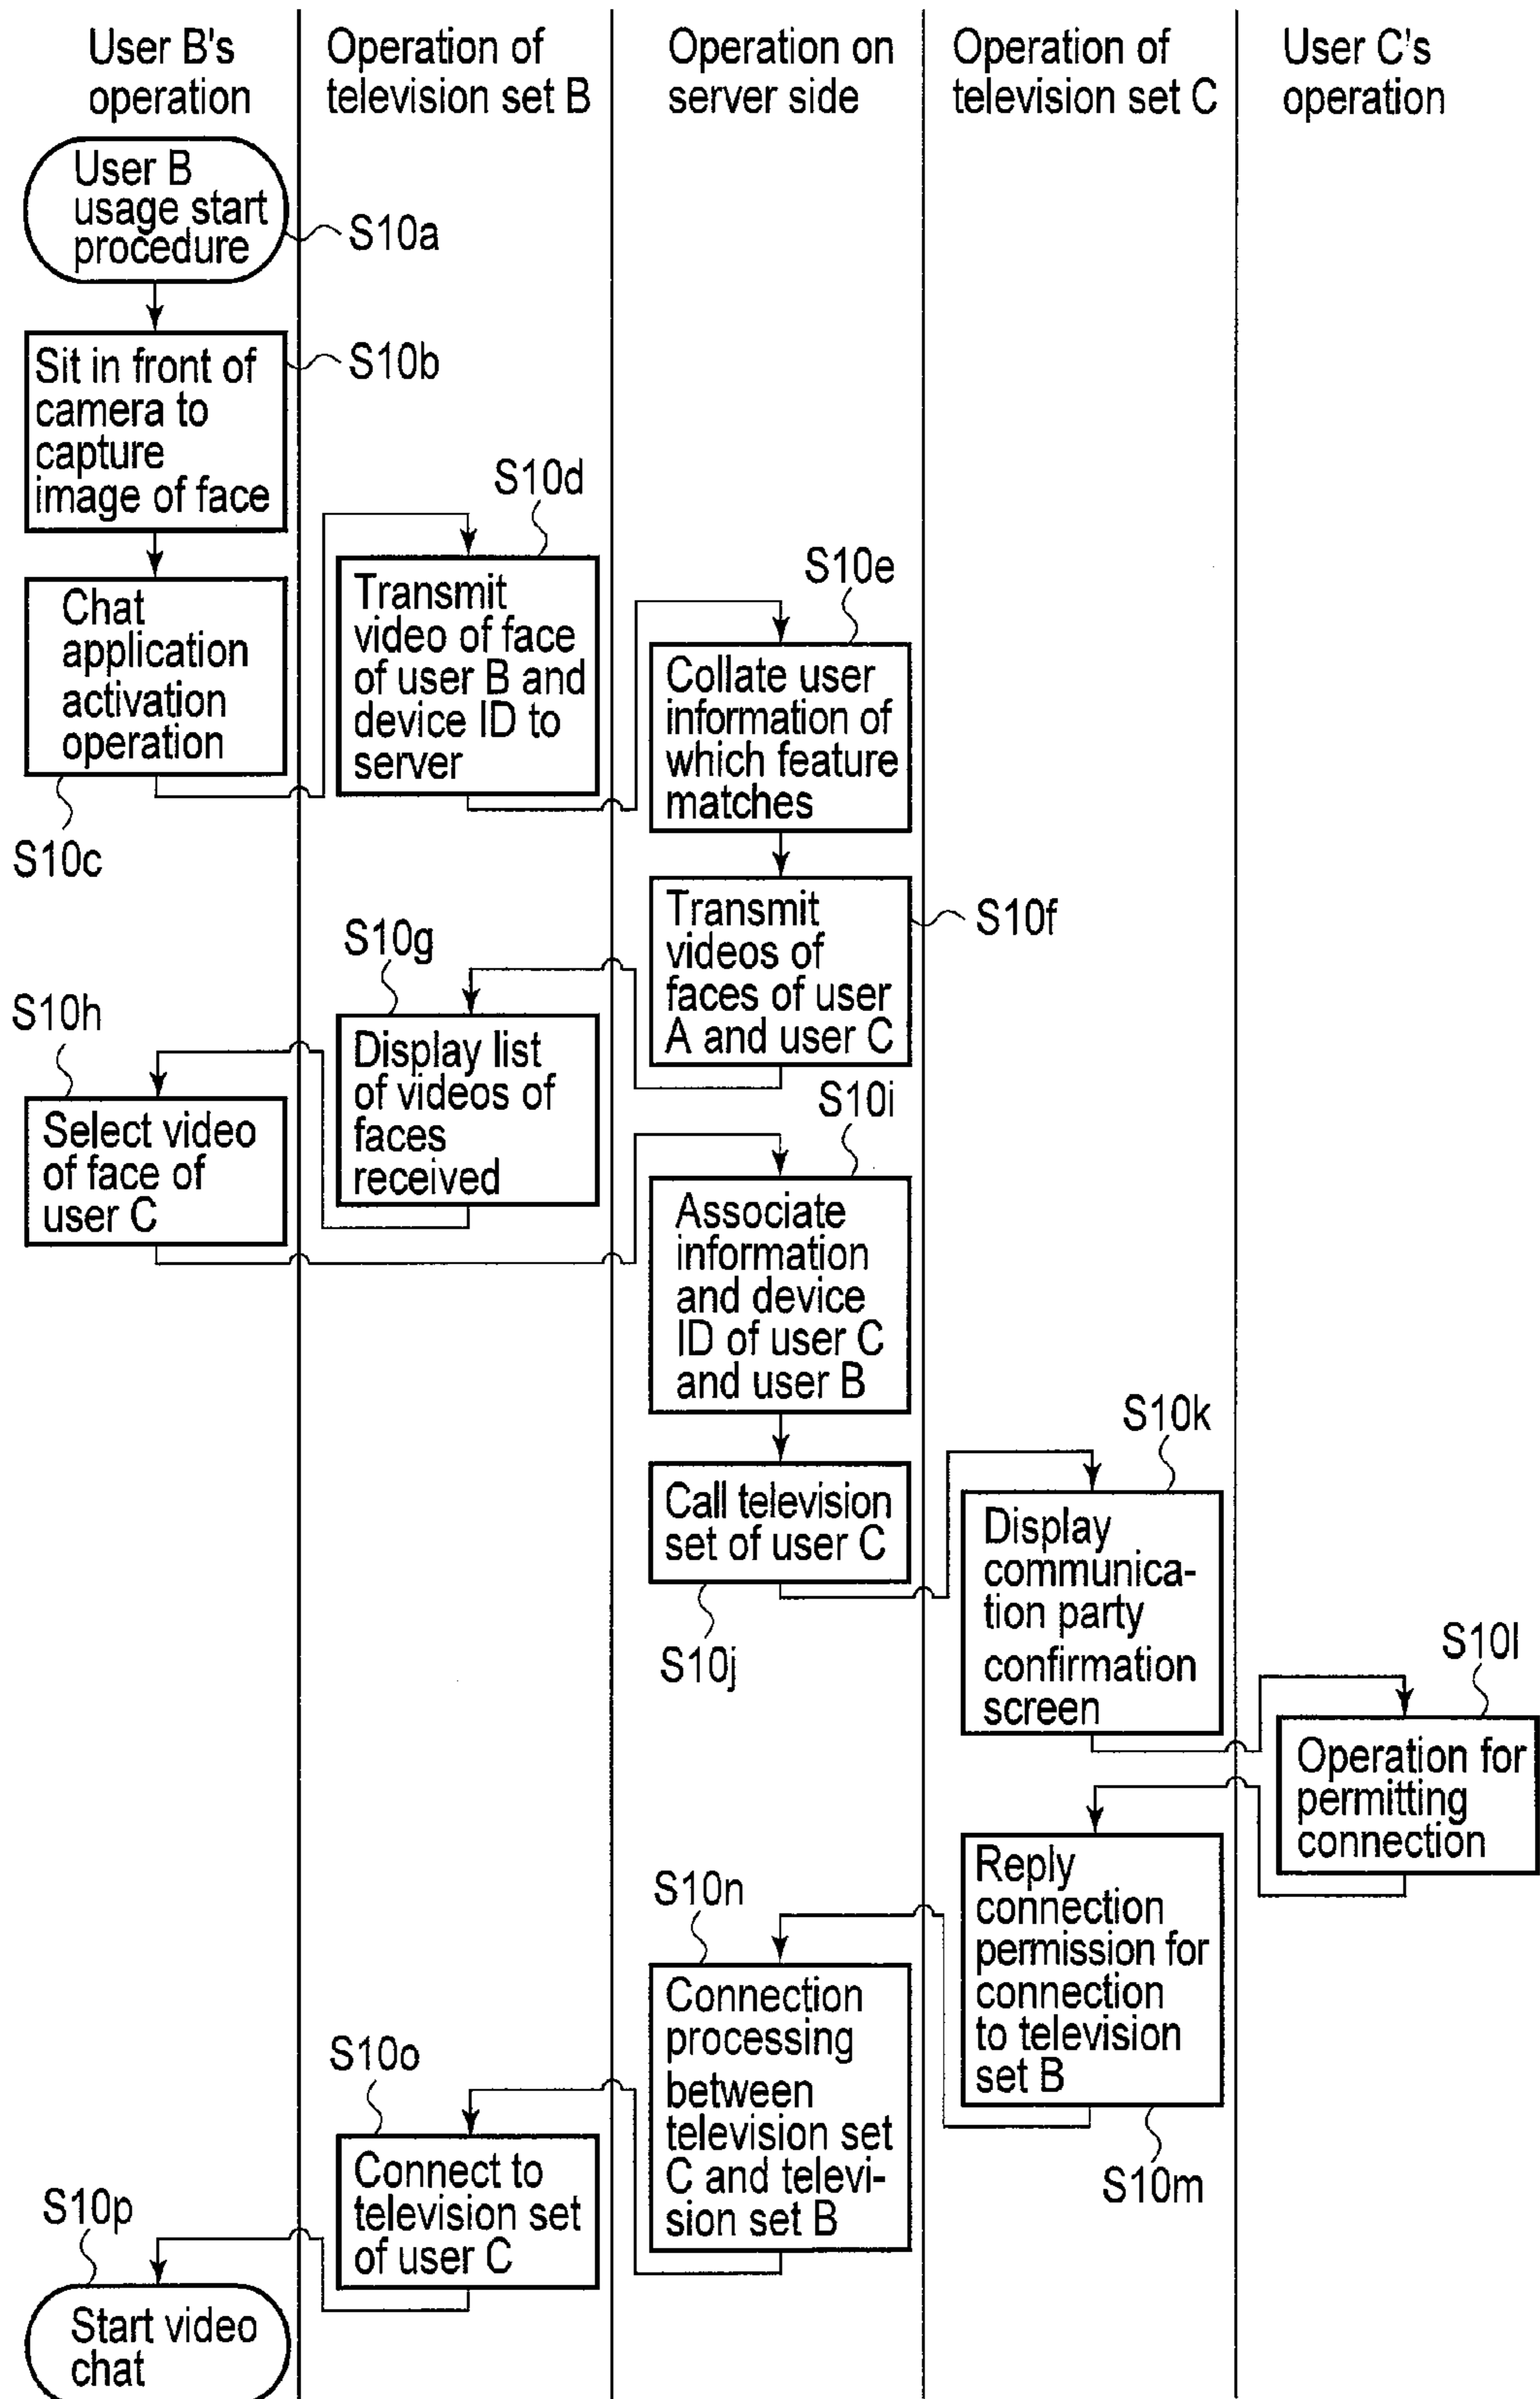 User B's
operation
Operation of
television set B
Operation on
server side
Operation of
television set C
User C's
operation
User B
usage start
procedure
S10a
Sit in front of
camera to
capture
image of face
S10b
Chat
application
activation
operation
S10c
S10d
Transmit
video of face
of user B and
device ID to
server
S10e
Collate user
information of
which feature
matches
Transmit
videos of
faces of user
A and user C
S10f
S10g
Display list
of videos of
faces
received
S10h
Select video
of face of
user C
S10i
Associate
information
and device
ID of user C
and user B
Call television
set of user C
S10j
S10k
Display
communica-
tion party
confirmation
screen
S10l
Operation for
permitting
connection
Reply
connection
permission for
connection
to television
set B
S10m
S10n
Connection
processing
between
television set
C and televi-
sion set B
S10o
Connect to
television set
of user C
S10p
Start video
chat